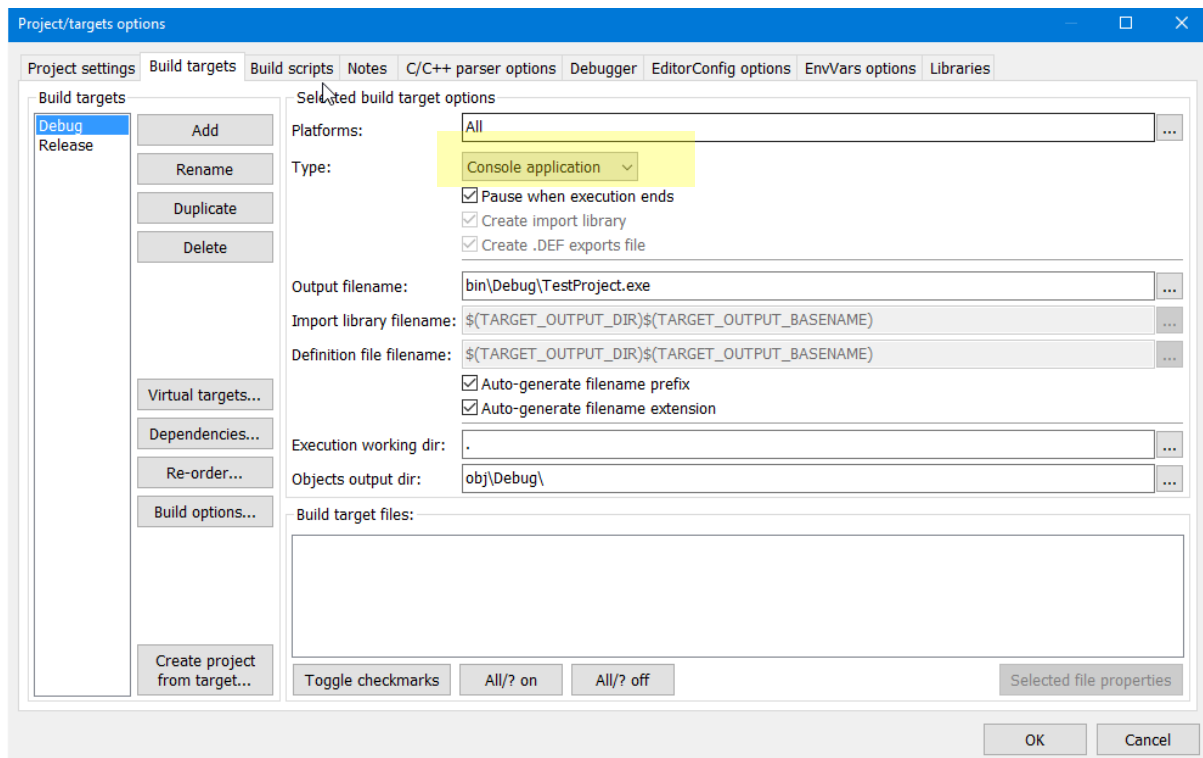 Project/targets options
Project settings Build targets Build scripts Notes C/C++ parser options Debugger EditorConfig options EnvVars options Libraries
Build targets
Debug
Release
Add
Rename
Duplicate
Delete
Virtual targets...
Dependencies...
Re-order...
Build options...
Create project
from target...
Selected build target options
Platforms: All ...
Type: Console application
Pause when execution ends
Create import library
Create .DEF exports file
Output filename: bin\Debug\TestProject.exe ...
Import library filename: $(TARGET_OUTPUT_DIR)$(TARGET_OUTPUT_BASENAME) ...
Definition file filename: $(TARGET_OUTPUT_DIR)$(TARGET_OUTPUT_BASENAME) ...
Auto-generate filename prefix
Auto-generate filename extension
Execution working dir: . ...
Objects output dir: obj\Debug\ ...
Build target files:
Toggle checkmarks All/? on All/? off Selected file properties
OK Cancel